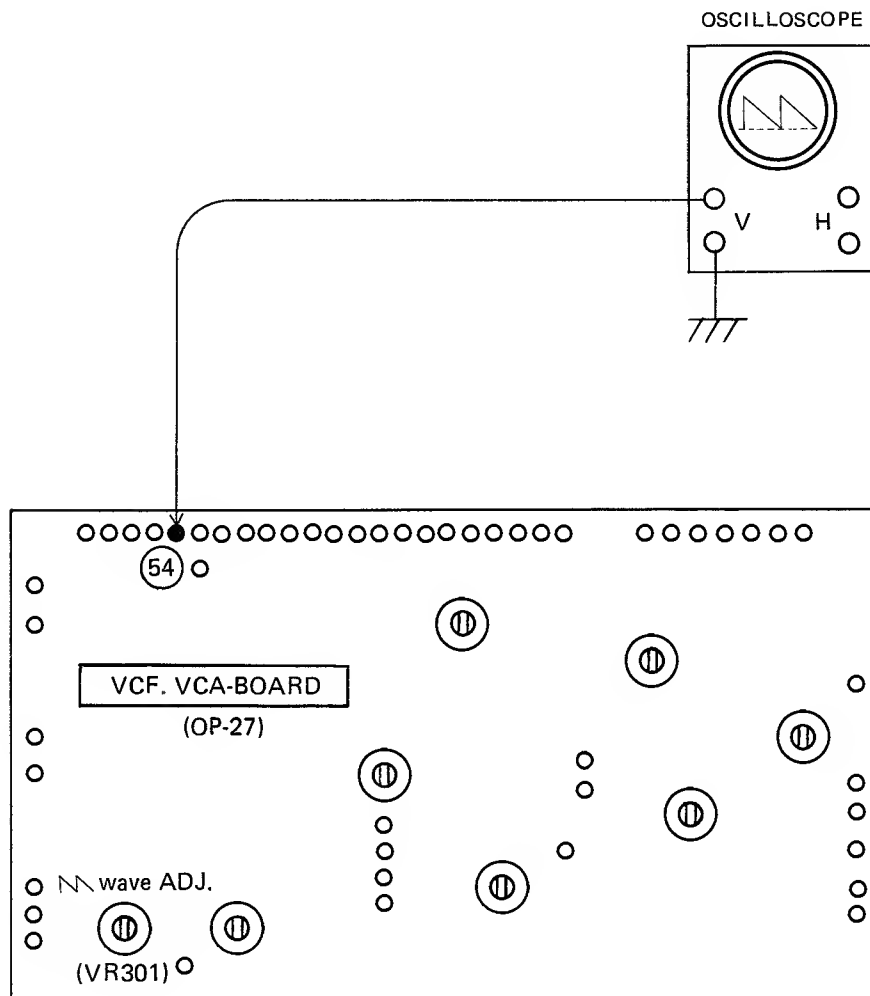 OSCILLOSCOPE
V H
54
VCF. VCA-BOARD
(OP-27)
wave ADJ.
(VR301)